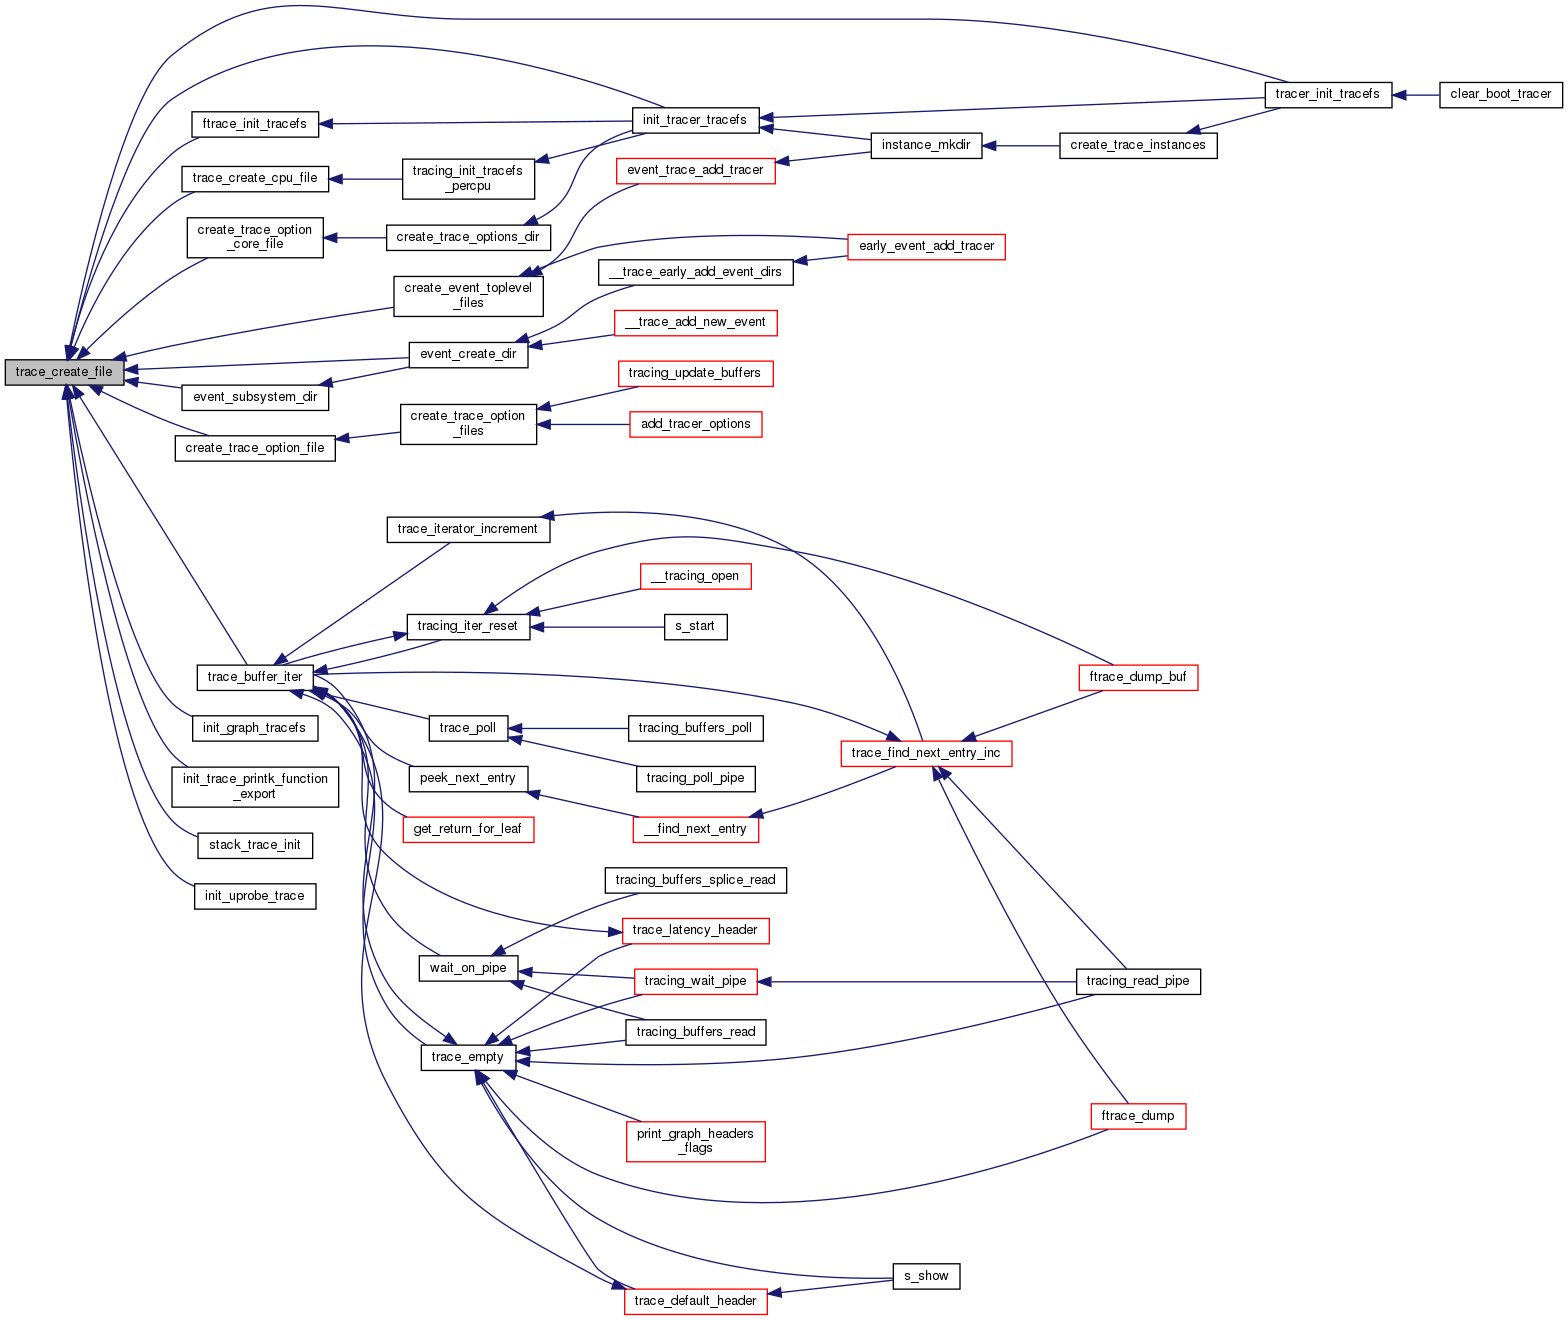 tracer_init_tracefs
clear_boot_tracer
ftrace_init_tracefs
init_tracer_tracefs
instance_mkdir
create_trace_instances
trace_create_cpu_file
tracing_init_tracefs
_percpu
event_trace_add_tracer
create_trace_option
_core_file
create_trace_options_dir
early_event_add_tracer
__trace_early_add_event_dirs
create_event_toplevel
_files
__trace_add_new_event
event_create_dir
trace_create_file
tracing_update_buffers
event_subsystem_dir
create_trace_option
_files
add_tracer_options
create_trace_option_file
trace_iterator_increment
__tracing_open
tracing_iter_reset
s_start
trace_buffer_iter
ftrace_dump_buf
init_graph_tracefs
trace_poll
tracing_buffers_poll
trace_find_next_entry_inc
init_trace_printk_function
_export
peek_next_entry
tracing_poll_pipe
get_return_for_leaf
__find_next_entry
stack_trace_init
tracing_buffers_splice_read
init_uprobe_trace
trace_latency_header
wait_on_pipe
tracing_wait_pipe
tracing_read_pipe
tracing_buffers_read
trace_empty
ftrace_dump
print_graph_headers
_flags
s_show
trace_default_header